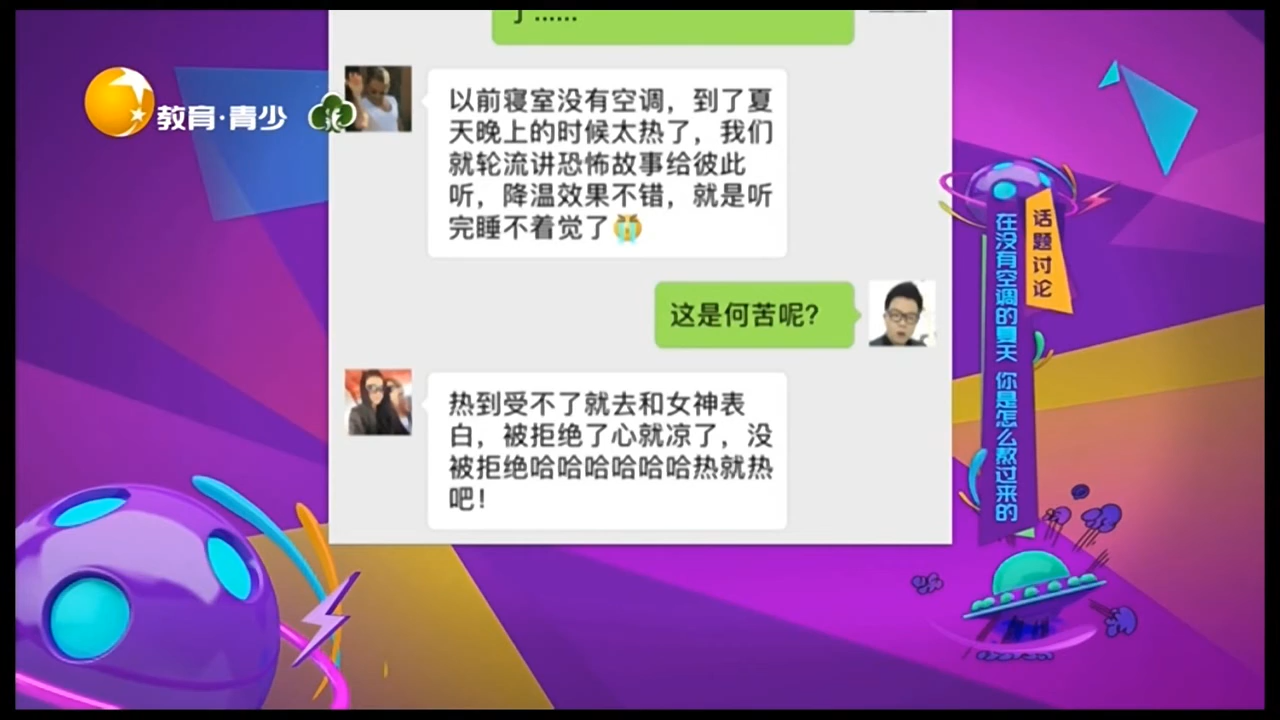 了......
以前寝室没有空调，到了夏
天晚上的时候太热了，我们
就轮流讲恐怖故事给彼此
听，降温效果不错，就是听
完睡不着觉了😭
这是何苦呢？
热到受不了就去和女神表
白，被拒绝了心就凉了，没
被拒绝哈哈哈哈哈哈热就热
吧！
教育·青少
话题讨论
在没有空调的夏天 你是怎么熬过来的